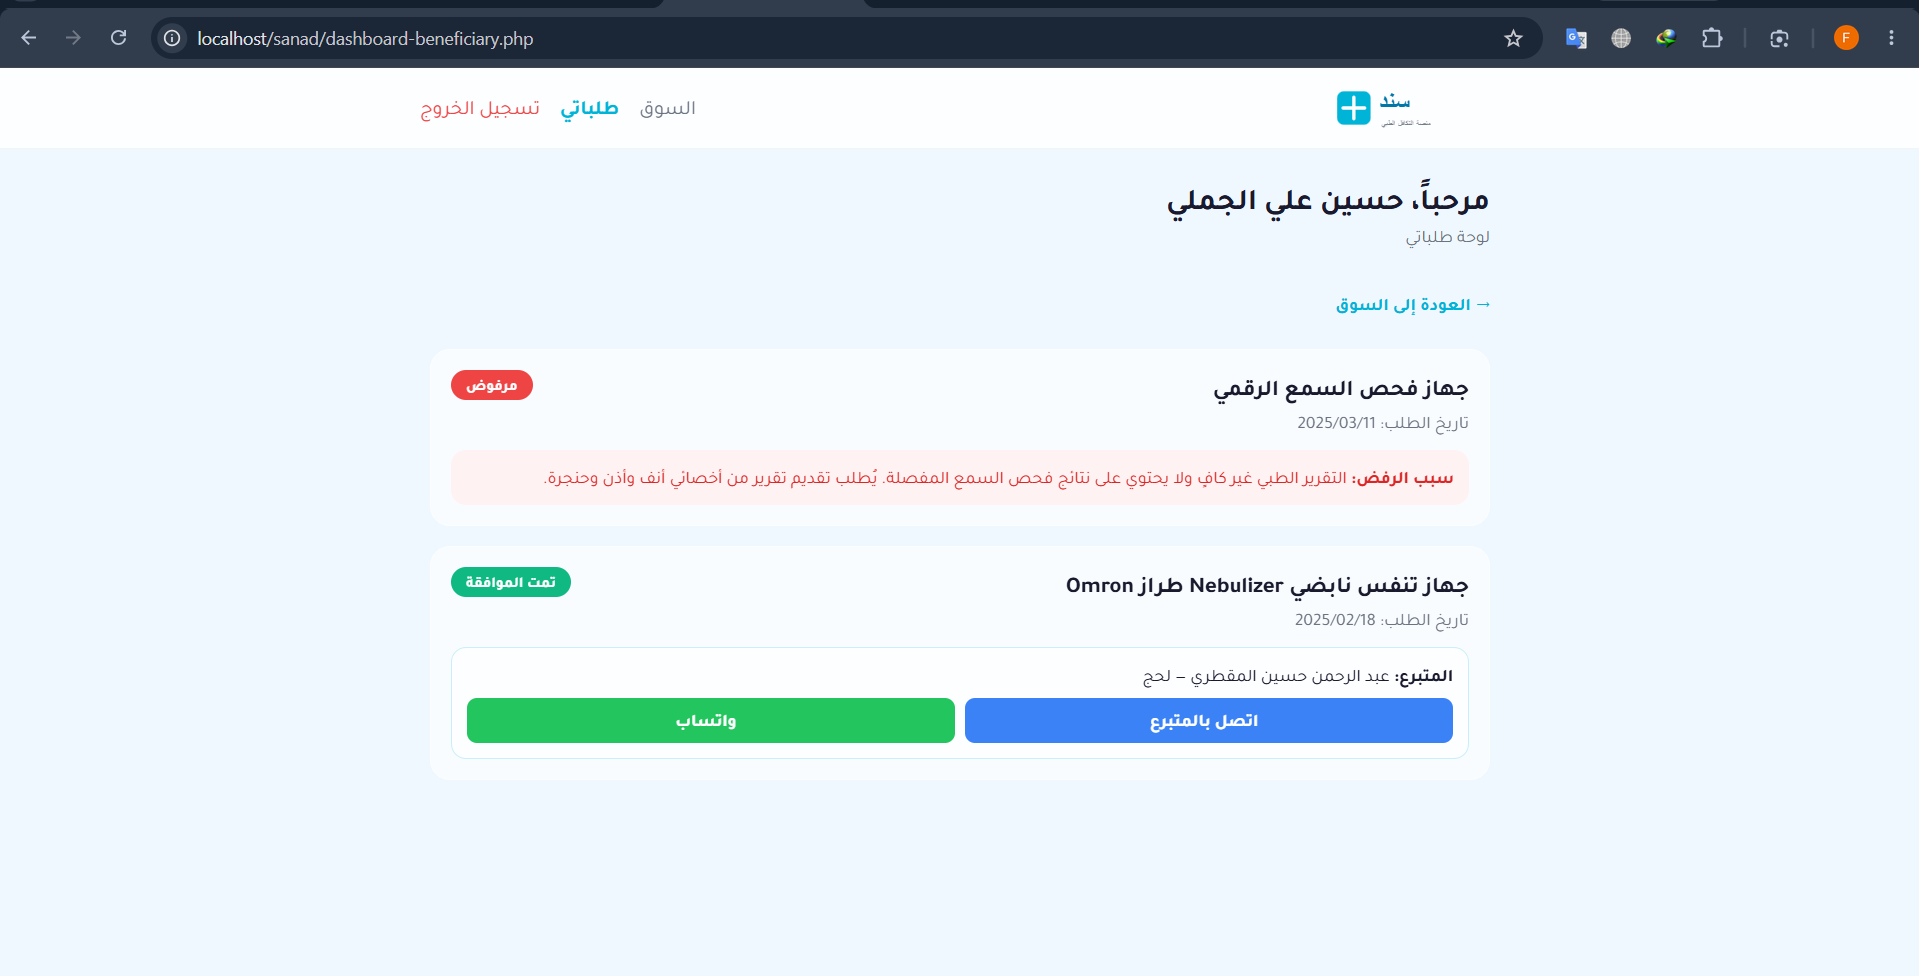 localhost/sanad/dashboard-beneficiary.php
F
سند
منصة التكافل الطبي
السوق
طلباتي
تسجيل الخروج
مرحباً، حسين علي الجملي
لوحة طلباتي
→ العودة إلى السوق
جهاز فحص السمع الرقمي
مرفوض
تاريخ الطلب: 2025/03/11
سبب الرفض: التقرير الطبي غير كافٍ ولا يحتوي على نتائج فحص السمع المفصلة. يُطلب تقديم تقرير من أخصائي أنف وأذن وحنجرة.
جهاز تنفس نابضي Nebulizer طراز Omron
تمت الموافقة
تاريخ الطلب: 2025/02/18
المتبرع: عبد الرحمن حسين المقطري – لحج
اتصل بالمتبرع
واتساب